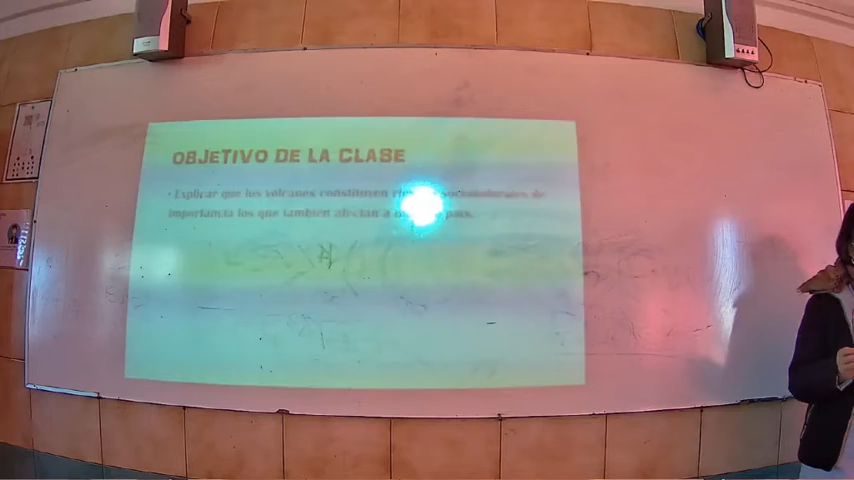 OBJETIVO DE LA CLASE
• Explicar que los volcanes constituyen socionaturales de
importancia los que también afectan a país.